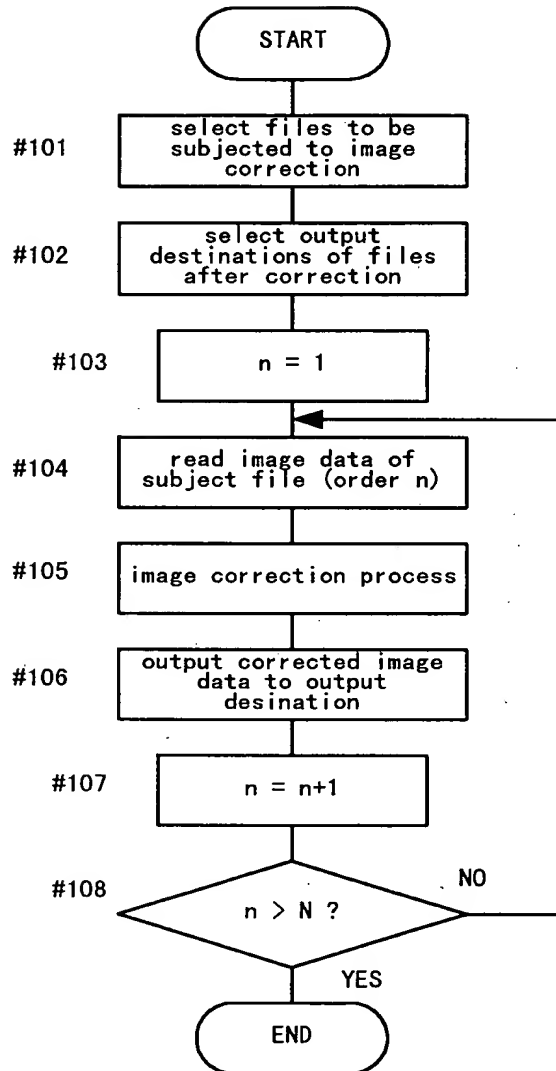 START
#101
select files to be
subjected to image
correction
#102
select output
destinations of files
after correction
#103
n = 1
#104
read image data of
subject file (order n)
#105
image correction process
#106
output corrected image
data to output
desination
#107
n = n+1
#108
n > N ?
NO
YES
END